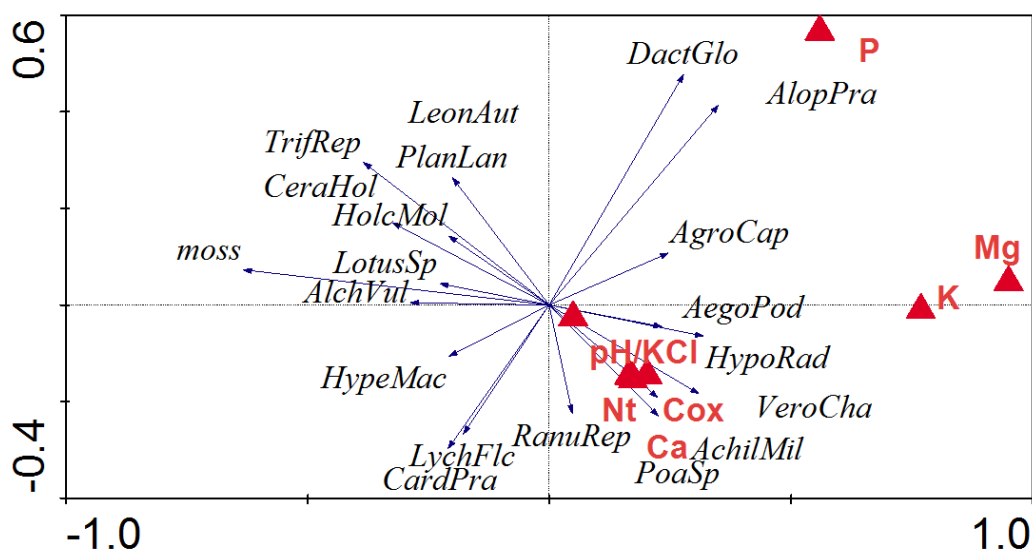 0.6
P
DactGlo
AlopPra
LeonAut
TrifRep
PlanLan
CeraHol
HolcMol
AgroCap
Mg
moss
LotusSp
AlchVul
K
AegoPod
pH/KCl
HypoRad
HypeMac
Nt
Cox
VeroCha
RanuRep
LychFlc
Ca
AchilMil
CardPra
PoaSp
-0.4
-1.0
1.0